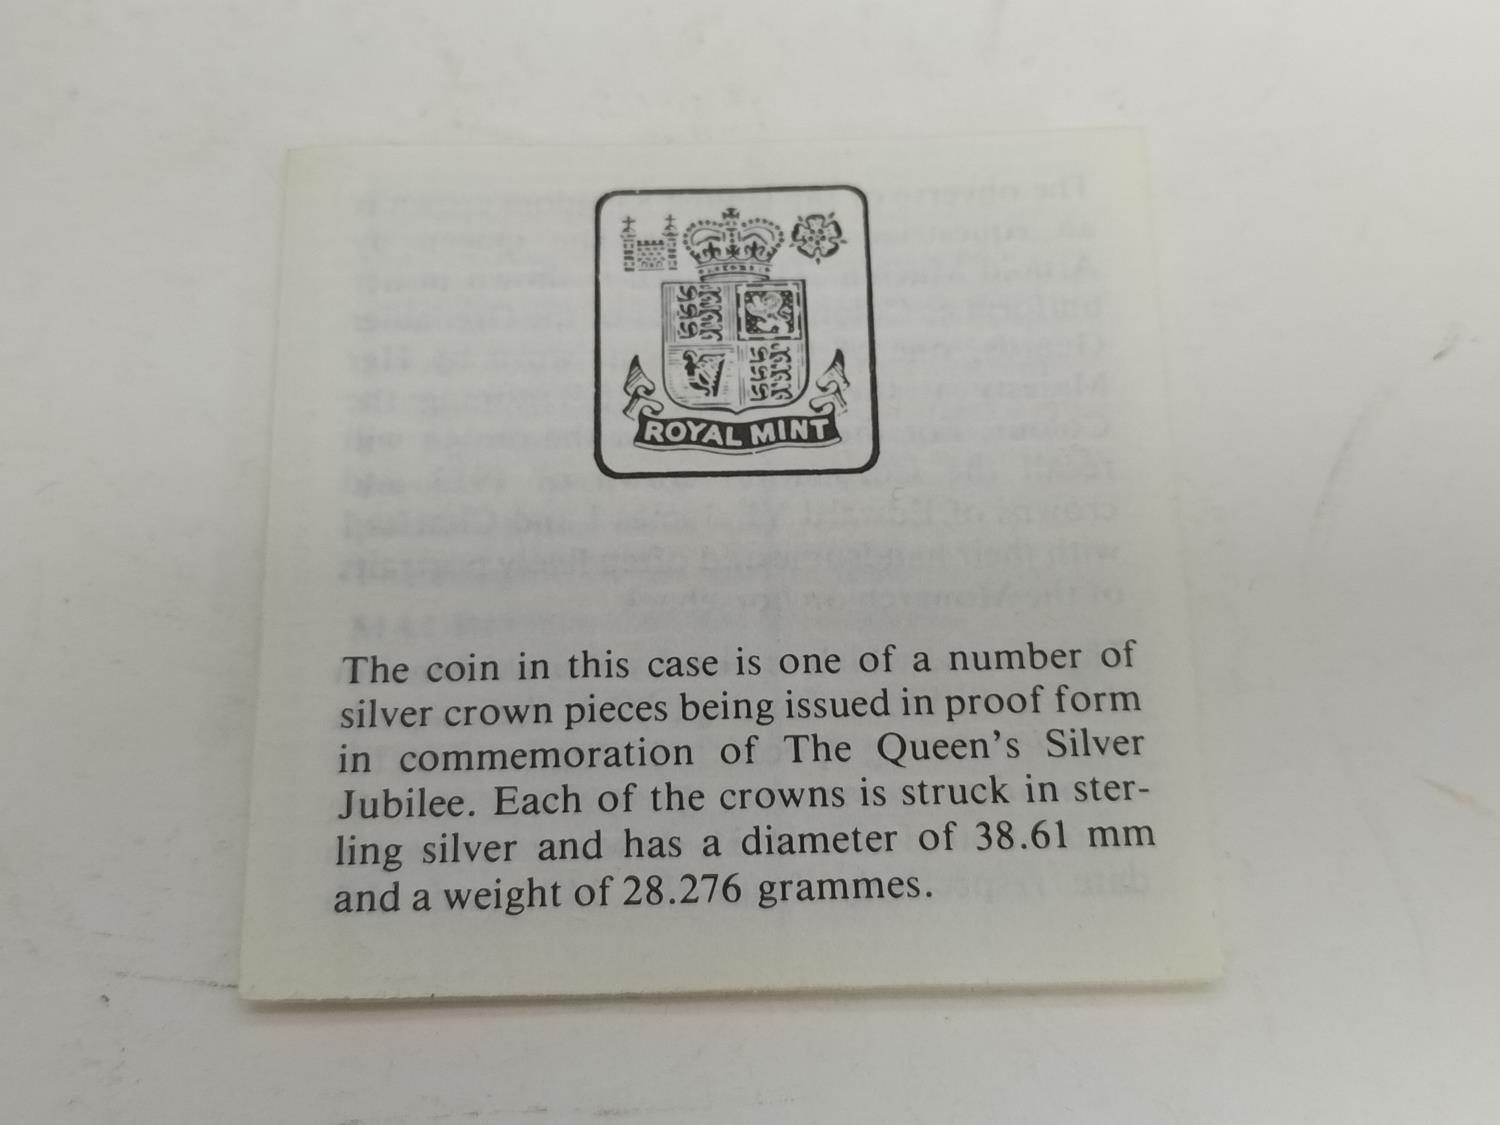 ROYAL MINT
The coin in this case is one of a number of
silver crown pieces being issued in proof form
in commemoration of The Queen's Silver
Jubilee. Each of the crowns is struck in ster-
ling silver and has a diameter of 38.61 mm
and a weight of 28.276 grammes.